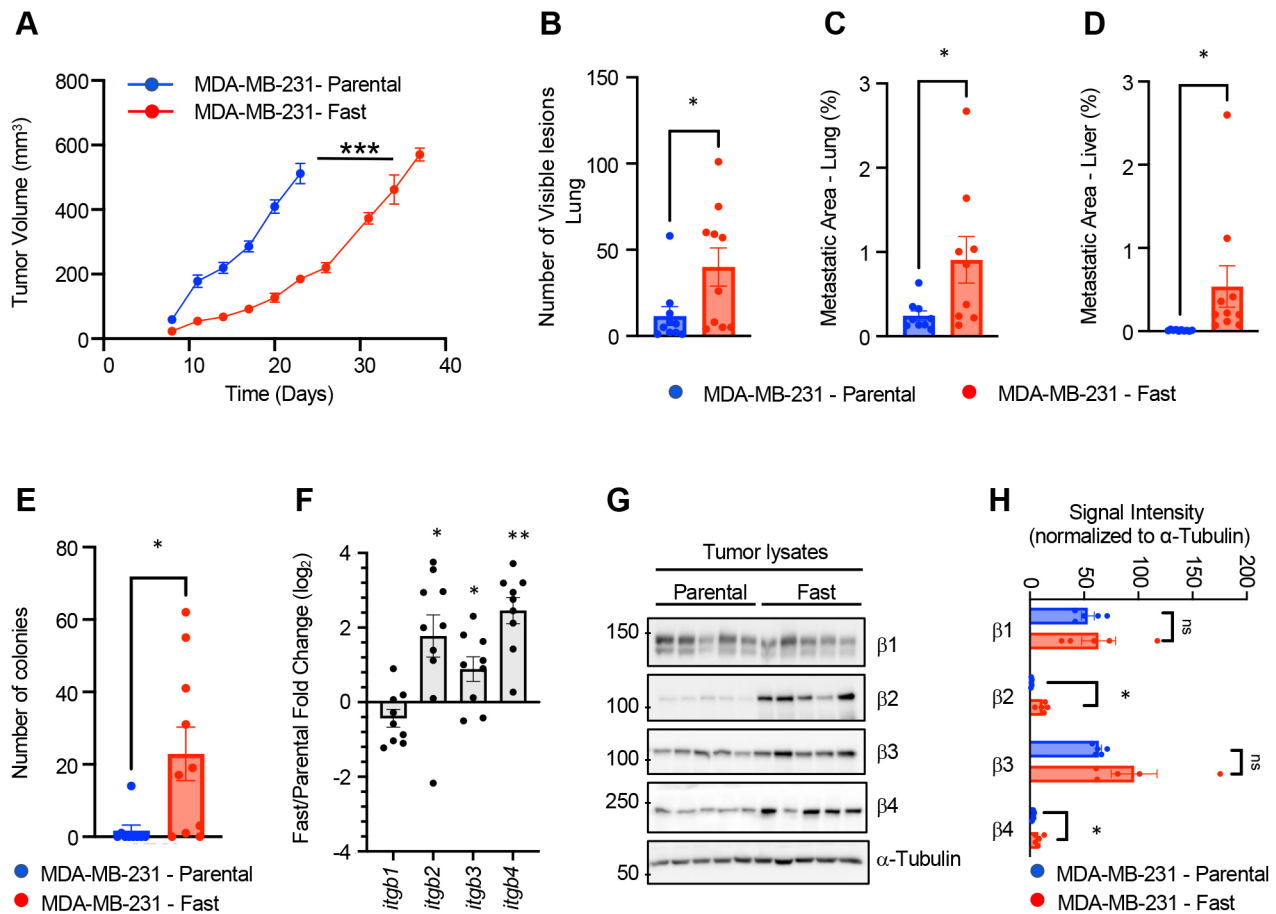 A
800
600
400
200
0
0
10
20
30
40
Tumor Volume (mm³)
Time (Days)
MDA-MB-231- Parental
MDA-MB-231- Fast
***
B
150
100
50
0
Number of Visible lesions
Lung
*
C
3
2
1
0
Metastatic Area - Lung (%)
*
D
3
2
1
0
Metastatic Area - Liver (%)
*
MDA-MB-231 - Parental
MDA-MB-231 - Fast
E
80
60
40
20
0
Number of colonies
*
MDA-MB-231 - Parental
MDA-MB-231 - Fast
F
4
2
0
-2
-4
Fast/Parental Fold Change (log₂)
*
*
**
itgb1
itgb2
itgb3
itgb4
G
Tumor lysates
Parental
Fast
150
β1
100
β2
100
β3
250
β4
50
α-Tubulin
H
Signal Intensity
(normalized to α-Tubulin)
0
50
100
150
200
β1
ns
β2
*
β3
ns
β4
*
MDA-MB-231 - Parental
MDA-MB-231 - Fast